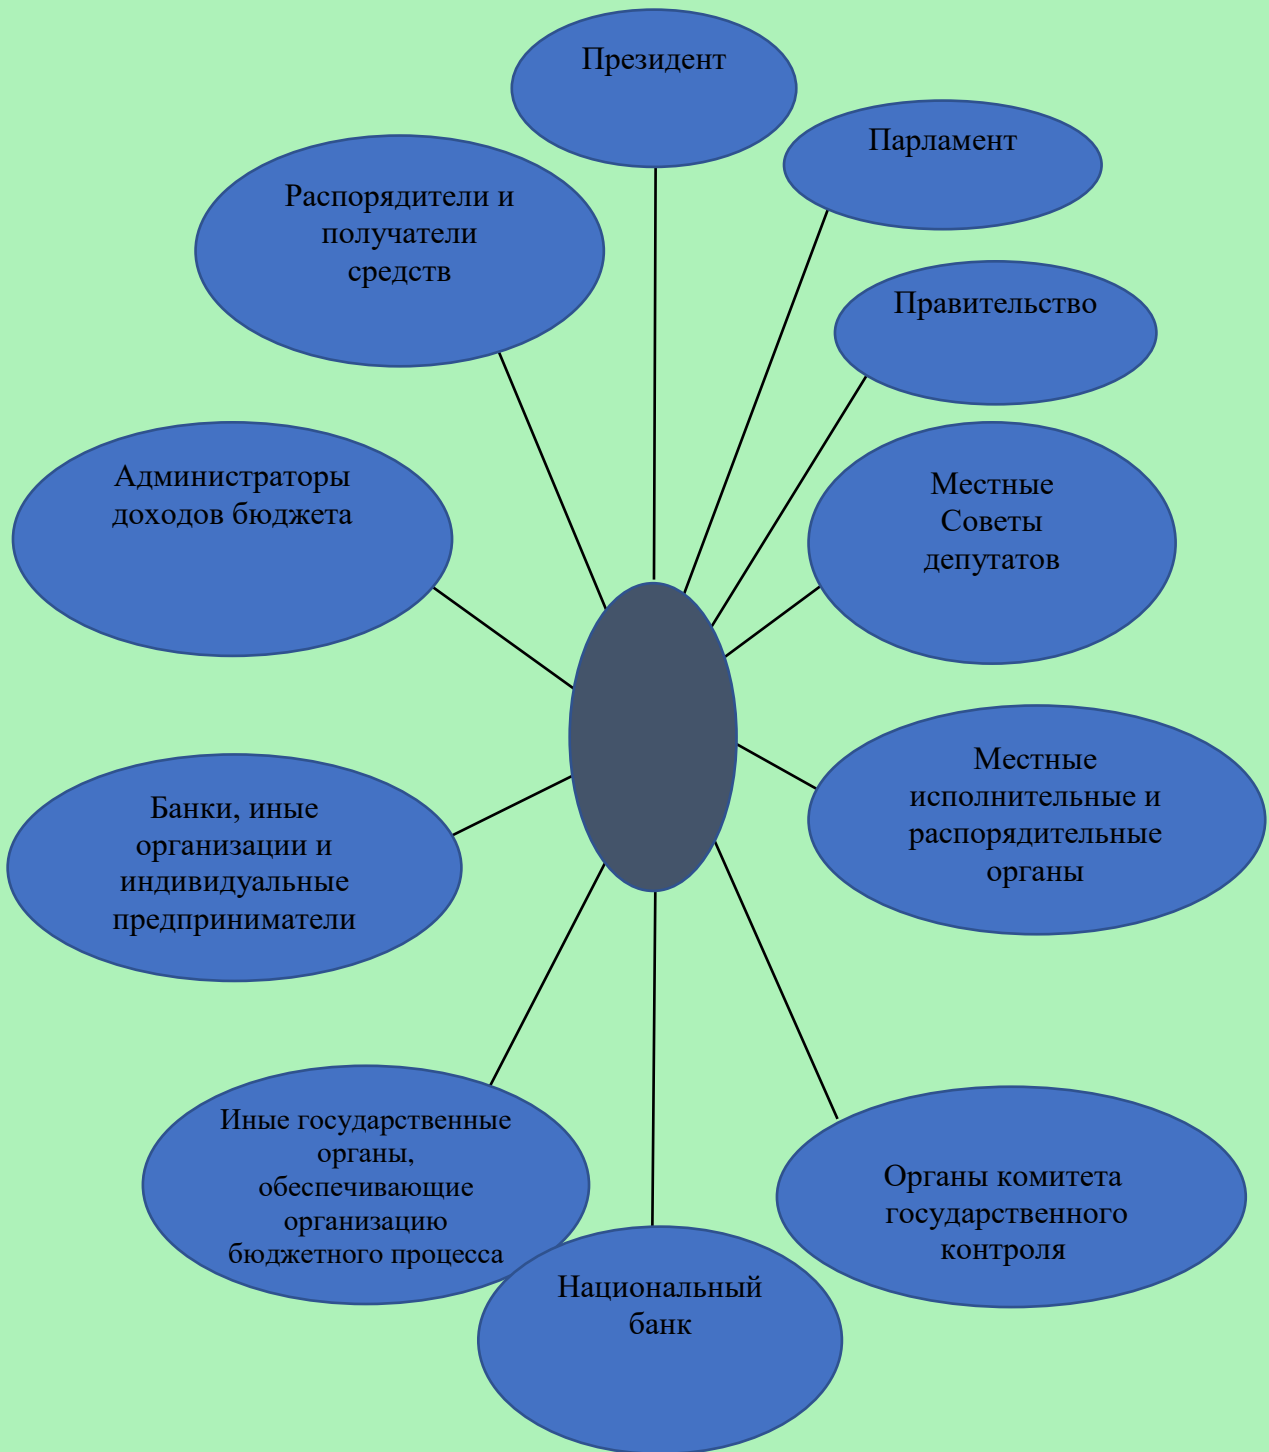 Президент
Парламент
Распорядители и
получатели
средств
Правительство
Администраторы
доходов бюджета
Местные
Советы
депутатов
Местные
исполнительные и
распорядительные
органы
Банки, иные
организации и
индивидуальные
предприниматели
Иные государственные
органы,
обеспечивающие
организацию
бюджетного процесса
Органы комитета
государственного
контроля
Национальный
банк